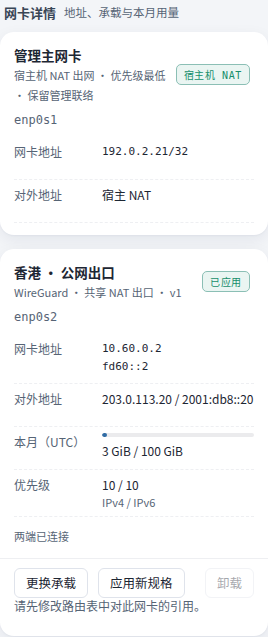 网卡详情 地址、承载与本月用量
管理主网卡
宿主机 NAT 出网 · 优先级最低
· 保留管理联络
宿主机 NAT
enp0s1
网卡地址 192.0.2.21/32
对外地址 宿主 NAT
香港 · 公网出口
WireGuard · 共享 NAT 出口 · v1
已应用
enp0s2
网卡地址 10.60.0.2
fd60::2
对外地址 203.0.113.20 / 2001:db8::20
本月（UTC） 3 GiB / 100 GiB
优先级 10 / 10
IPv4 / IPv6
两端已连接
更换承载 应用新规格 卸载
请先修改路由表中对此网卡的引用。